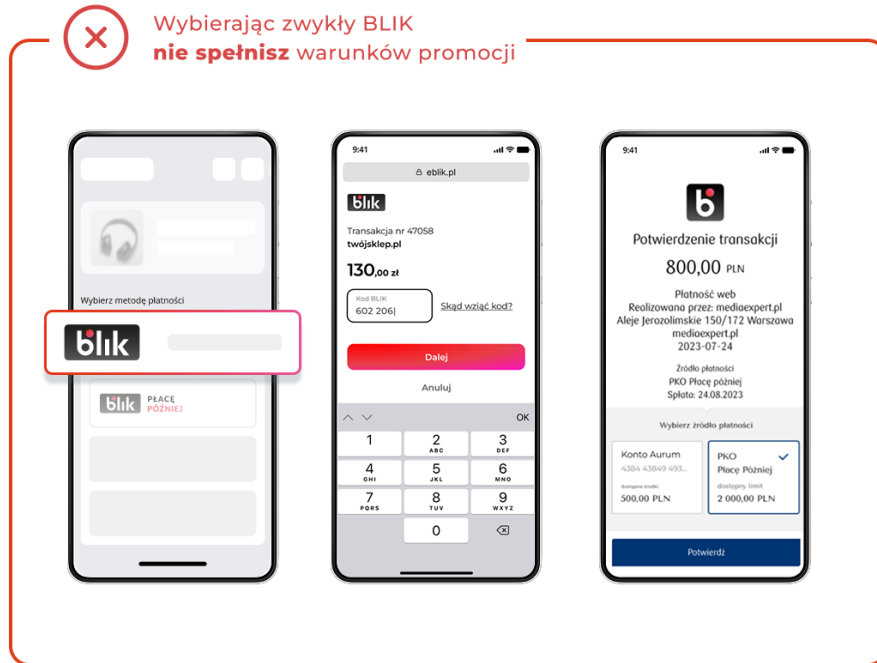 Wybierając zwykły BLIK
nie spełnisz warunków promocji
Wybierz metodę płatności
blik
blik PŁACĘ
PÓŹNIEJ
9:41
eblik.pl
blik
Transakcja nr 47058
twójsklep.pl
130,00 zł
Kod BLIK
602 206
Skąd wziąć kod?
Dalej
Anuluj
OK
1
2 ABC
3 DEF
4 GHI
5 JKL
6 MNO
7 PQRS
8 TUV
9 WXYZ
0
9:41
b
Potwierdzenie transakcji
800,00 PLN
Płatność web
Realizowana przez: mediaexpert.pl
Aleje Jerozolimskie 150/172 Warszawa
mediaexpert.pl
2023-07-24
Źródło płatności
PKO Płacę później
Spłata: 24.08.2023
Wybierz źródło płatności
Konto Aurum
4384 43849 493...
dostępne środki
500,00 PLN
PKO
Płacę Później
dostępny limit
2 000,00 PLN
Potwierdź